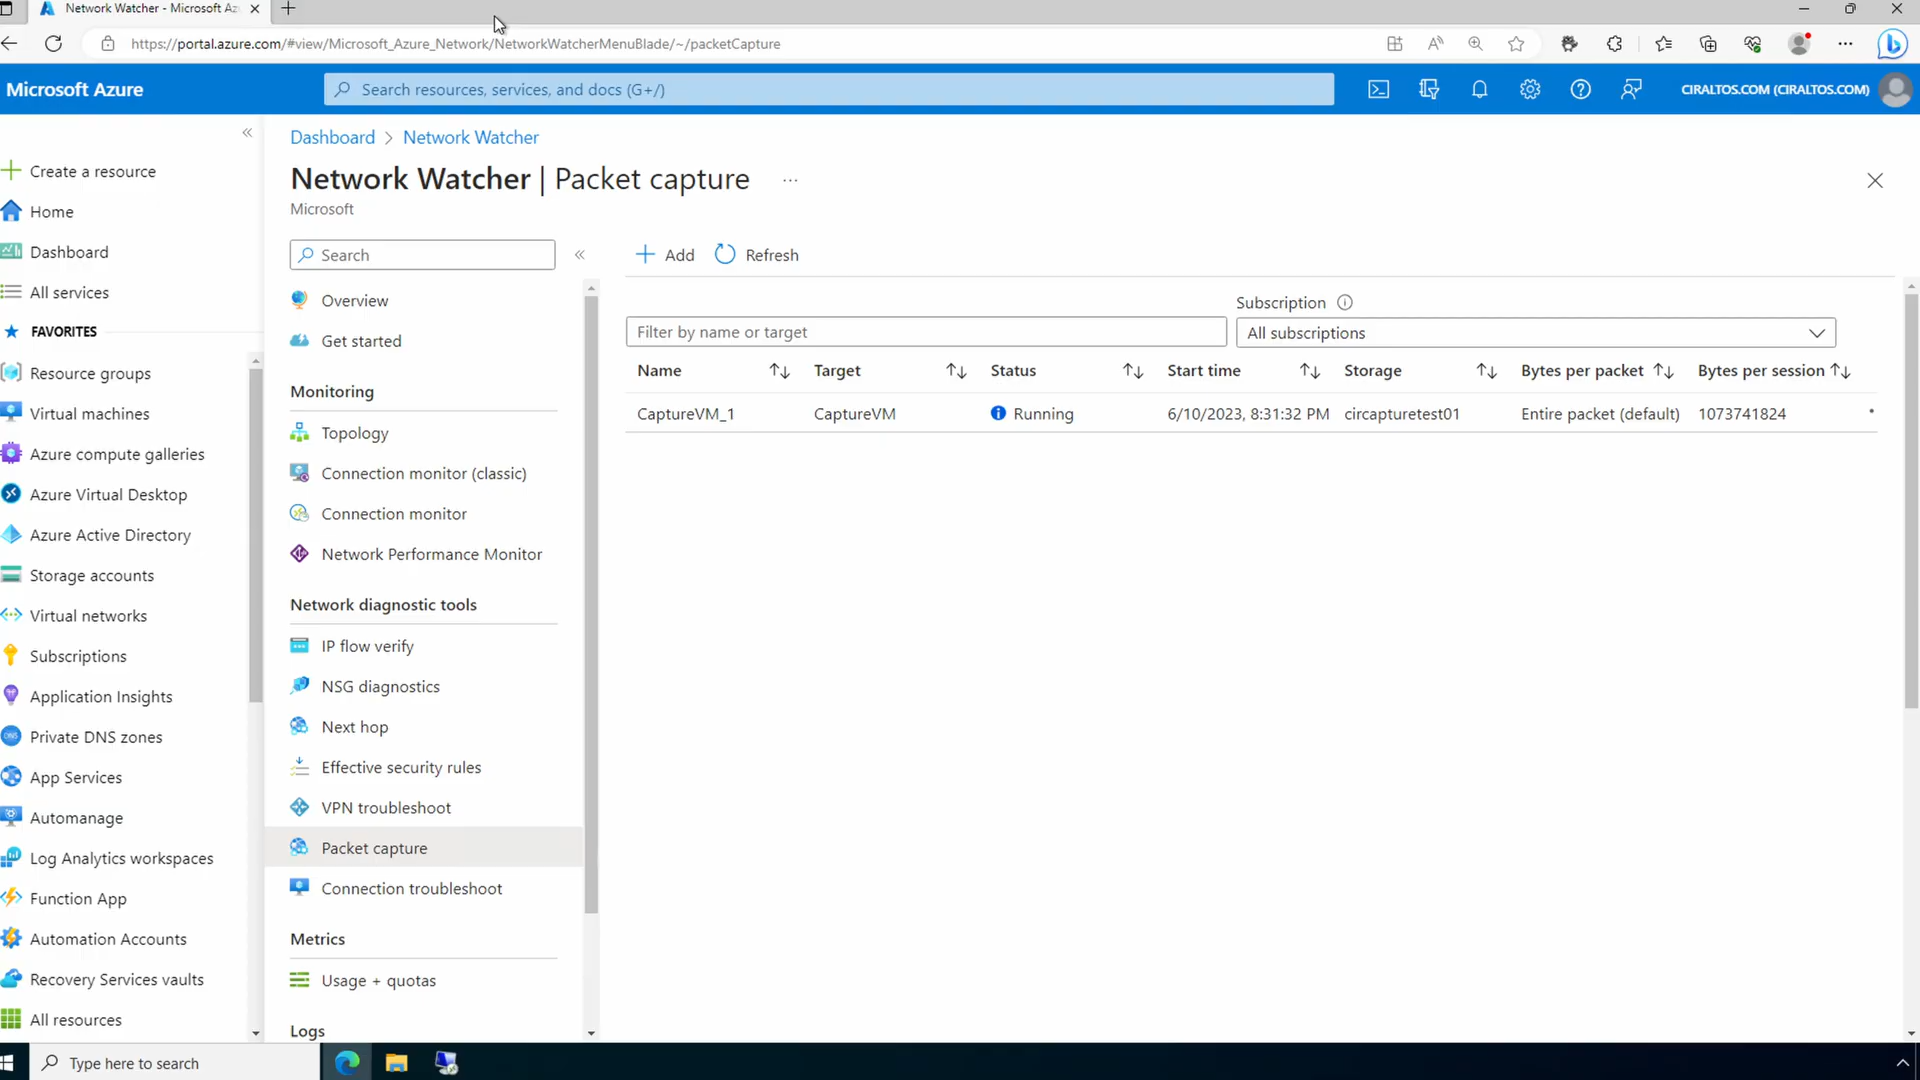 Network Watcher - Microsoft Az
https://portal.azure.com/#view/Microsoft_Azure_Network/NetworkWatcherMenuBlade/~/packetCapture
Microsoft Azure
Search resources, services, and docs (G+/)
CIRALTOS.COM (CIRALTOS.COM)
Create a resource
Home
Dashboard
All services
FAVORITES
Resource groups
Virtual machines
Azure compute galleries
Azure Virtual Desktop
Azure Active Directory
Storage accounts
Virtual networks
Subscriptions
Application Insights
Private DNS zones
App Services
Automanage
Log Analytics workspaces
Function App
Automation Accounts
Recovery Services vaults
All resources
Dashboard > Network Watcher
Network Watcher | Packet capture ...
Microsoft
Search
Overview
Get started
Monitoring
Topology
Connection monitor (classic)
Connection monitor
Network Performance Monitor
Network diagnostic tools
IP flow verify
NSG diagnostics
Next hop
Effective security rules
VPN troubleshoot
Packet capture
Connection troubleshoot
Metrics
Usage + quotas
Logs
Add Refresh
Subscription
Filter by name or target
All subscriptions
Name Target Status Start time Storage Bytes per packet Bytes per session
CaptureVM_1 CaptureVM Running 6/10/2023, 8:31:32 PM circapturetest01 Entire packet (default) 1073741824
Type here to search